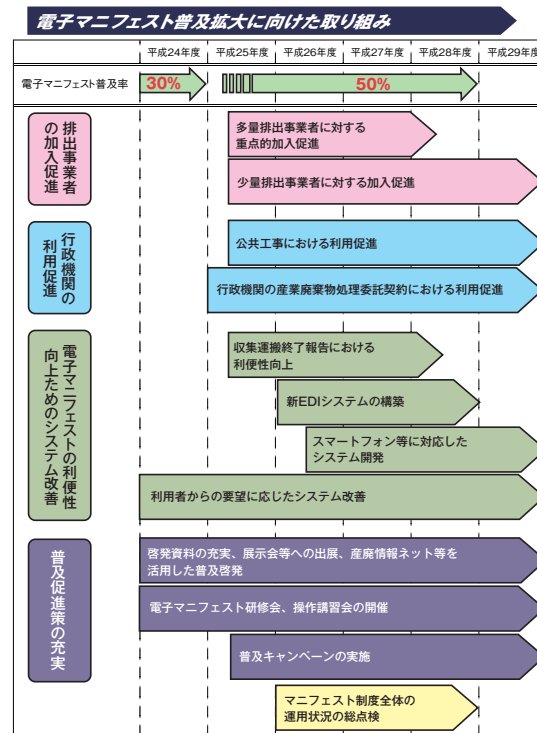 電子マニフェスト普及拡大に向けた取り組み
平成24年度 平成25年度 平成26年度 平成27年度 平成28年度 平成29年度
電子マニフェスト普及率 30% 50%
排出事業者
の加入促進
多量排出事業者に対する
重点的加入促進
少量排出事業者に対する加入促進
行政機関の
利用促進
公共工事における利用促進
行政機関の産業廃棄物処理委託契約における利用促進
電子マニフェストの利便性
向上ためのシステム改善
収集運搬終了報告における
利便性向上
新EDIシステムの構築
スマートフォン等に対応した
システム開発
利用者からの要望に応じたシステム改善
普及促進策の充実
啓発資料の充実、展示会等への出展、産廃情報ネット等を
活用した普及啓発
電子マニフェスト研修会、操作講習会の開催
普及キャンペーンの実施
マニフェスト制度全体の
運用状況の総点検